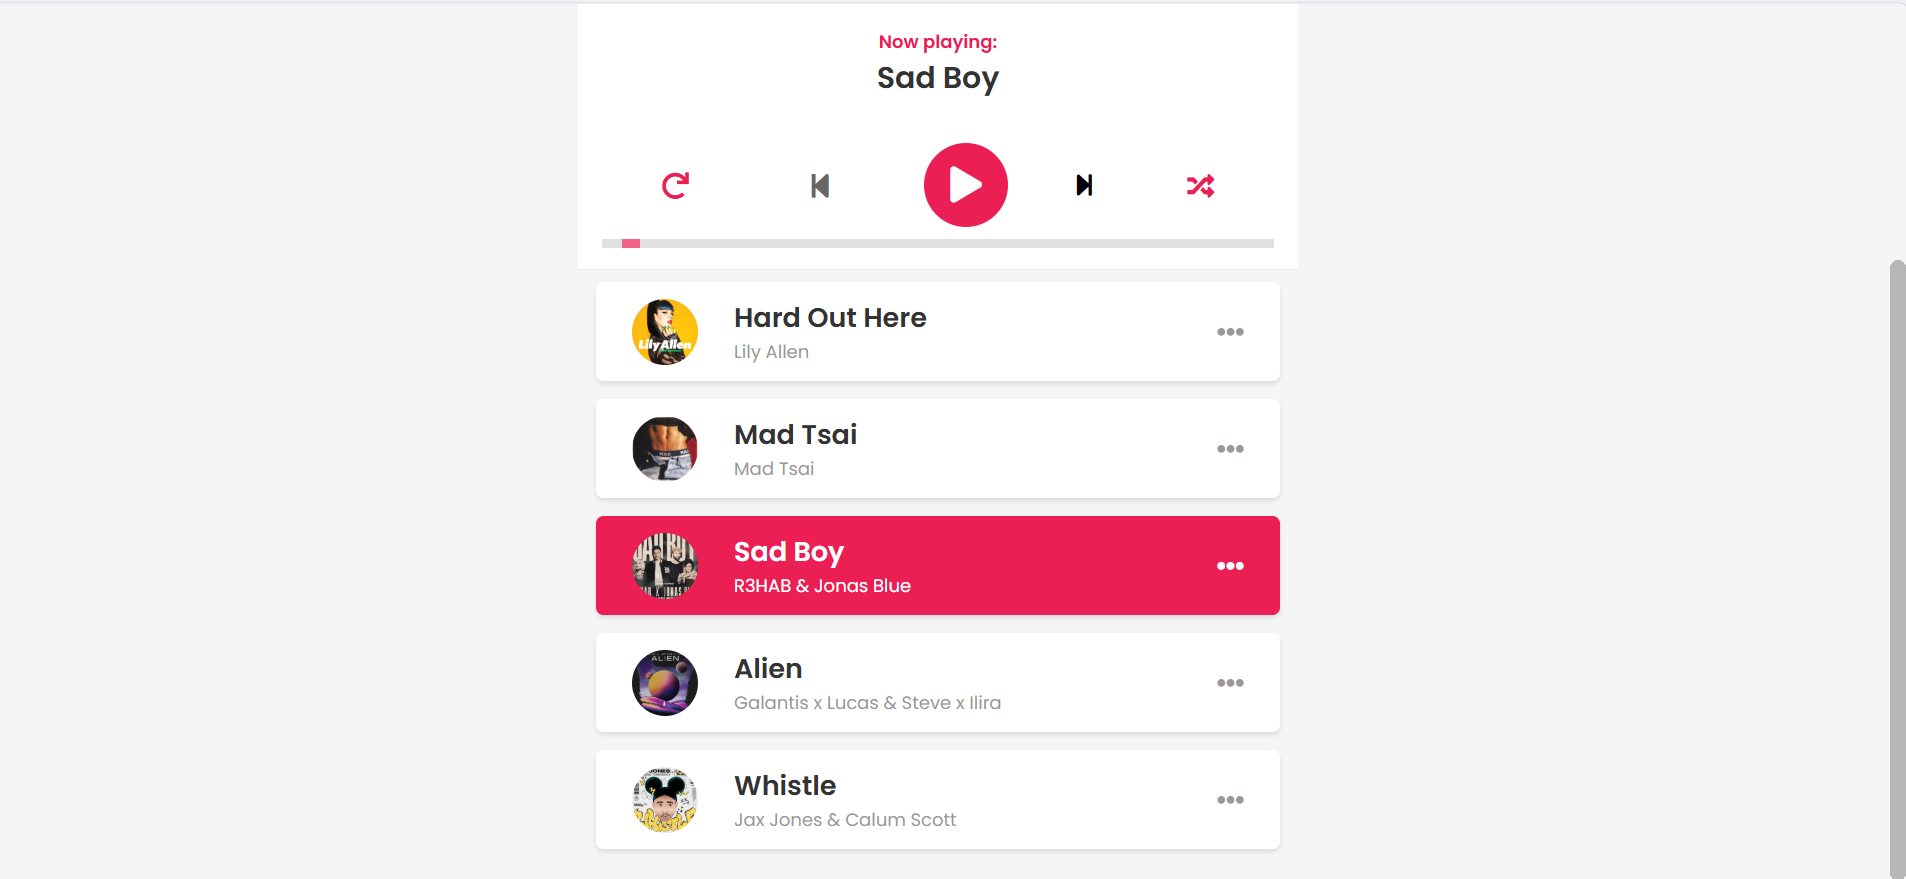 Now playing:
Sad Boy
Hard Out Here
Lily Allen
Lily Allen
Mad Tsai
Mad Tsai
Sad Boy
R3HAB & Jonas Blue
ALIEN
Alien
Galantis x Lucas & Steve x Ilira
JONES
Whistle
Jax Jones & Calum Scott